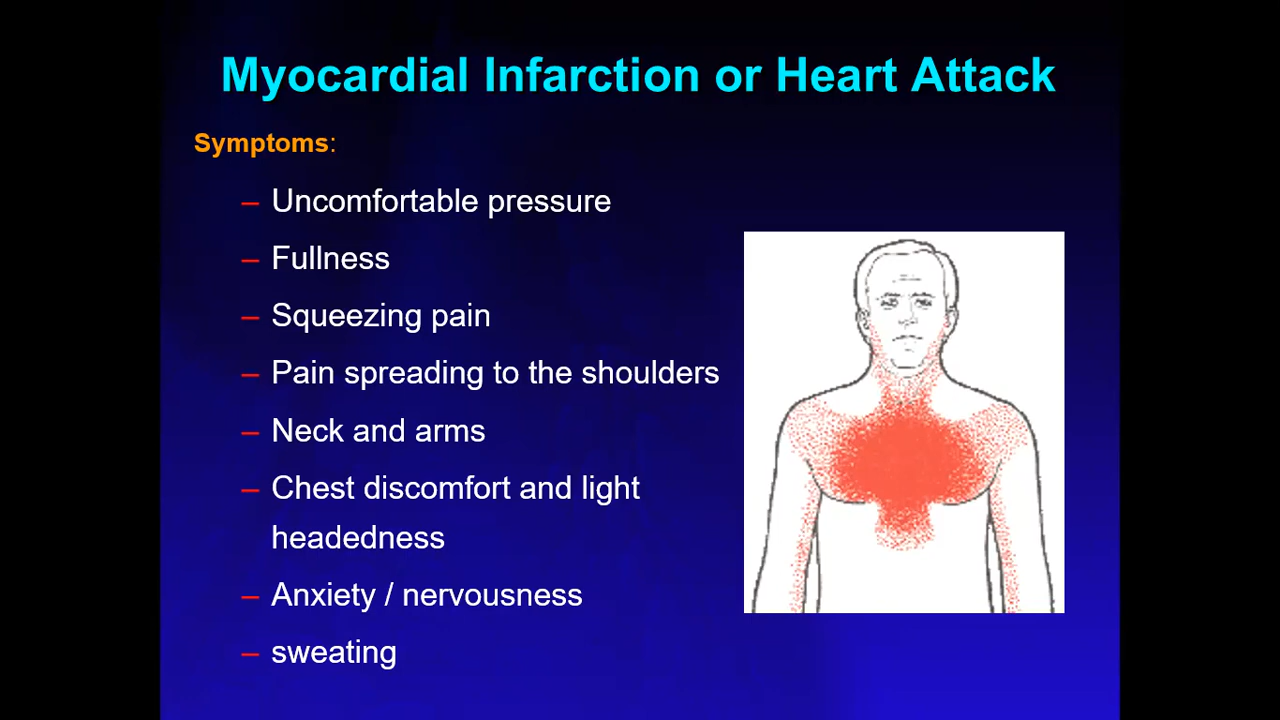 Myocardial Infarction or Heart Attack
Symptoms:
– Uncomfortable pressure
– Fullness
– Squeezing pain
– Pain spreading to the shoulders
– Neck and arms
– Chest discomfort and light
headedness
– Anxiety / nervousness
– sweating